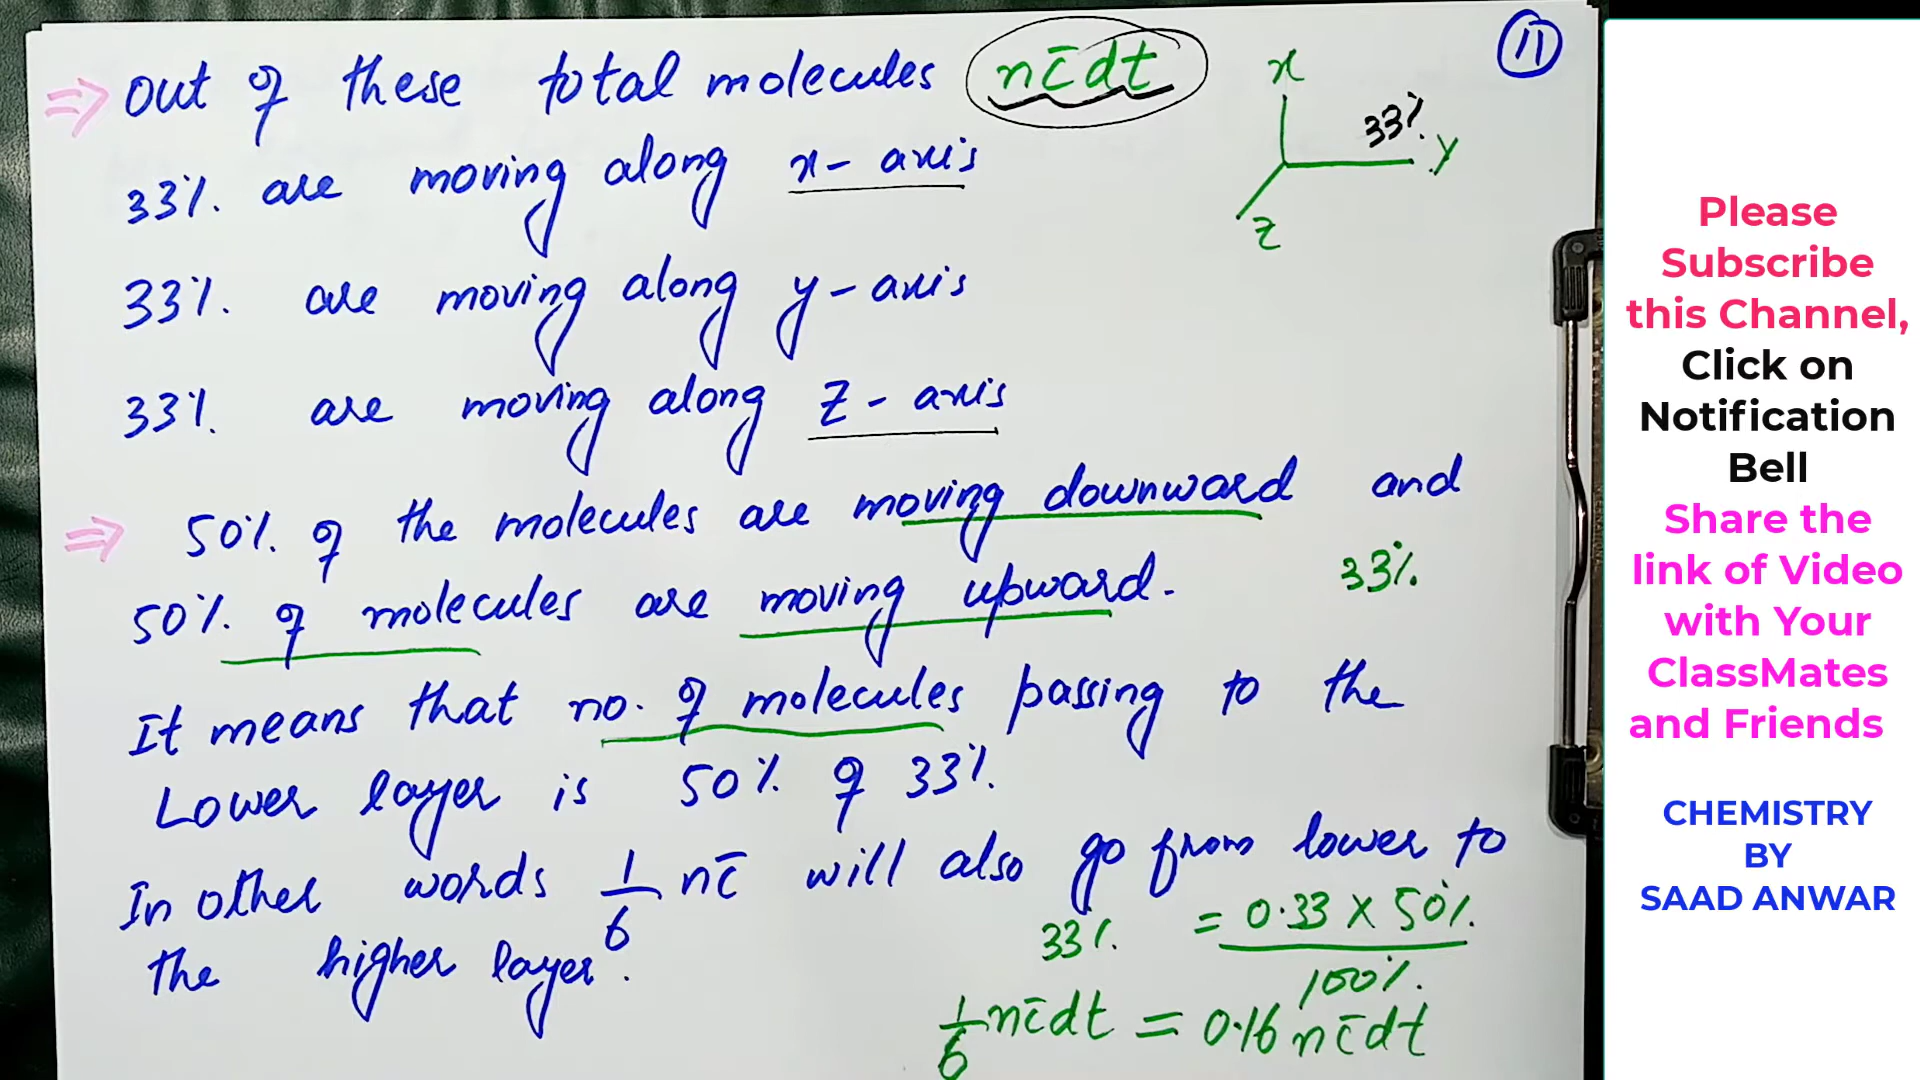 ⇒ out of these total molecules n c̄ dt
33%. are moving along x-axis
33%. are moving along y-axis
33%. are moving along Z-axis
⇒ 50%. of the molecules are moving downward and
50%. of molecules are moving upward.
It means that no. of molecules passing to the
Lower layer is 50%. of 33%.
In other words 1/6 n c̄ will also go from lower to
the higher layer.
11
x
33%.
y
z
33%.
33%. = 0.33 × 50%. / 100%.
1/6 n c̄ dt = 0.16 n c̄ dt
Please
Subscribe
this Channel,
Click on
Notification
Bell
Share the
link of Video
with Your
ClassMates
and Friends
CHEMISTRY
BY
SAAD ANWAR